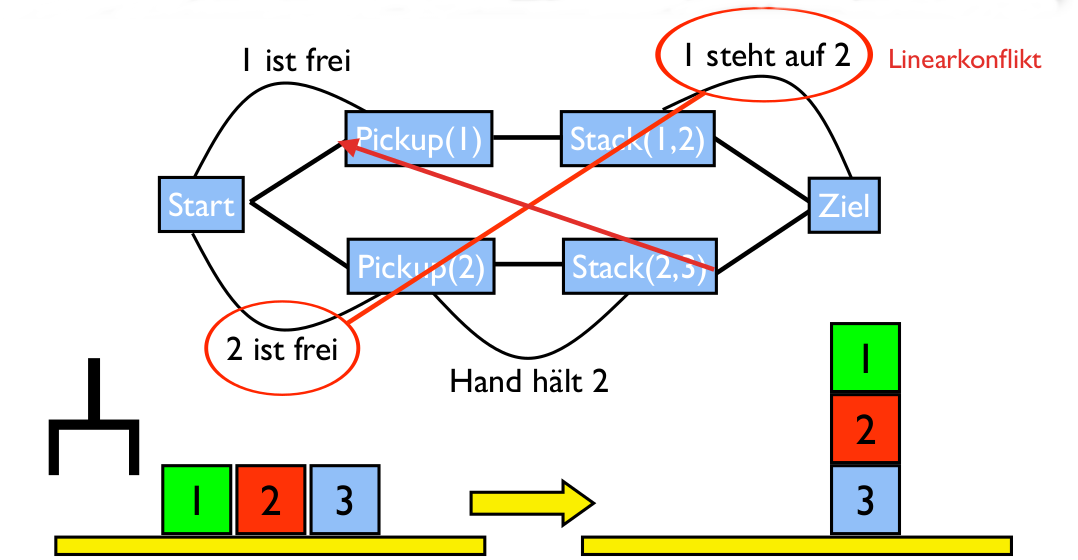 1 ist frei
1 steht auf 2
Linearkonflikt
Pickup(1)
Stack(1,2)
Start
Ziel
Pickup(2)
Stack(2,3)
2 ist frei
Hand hält 2
1
2
1 2 3
3